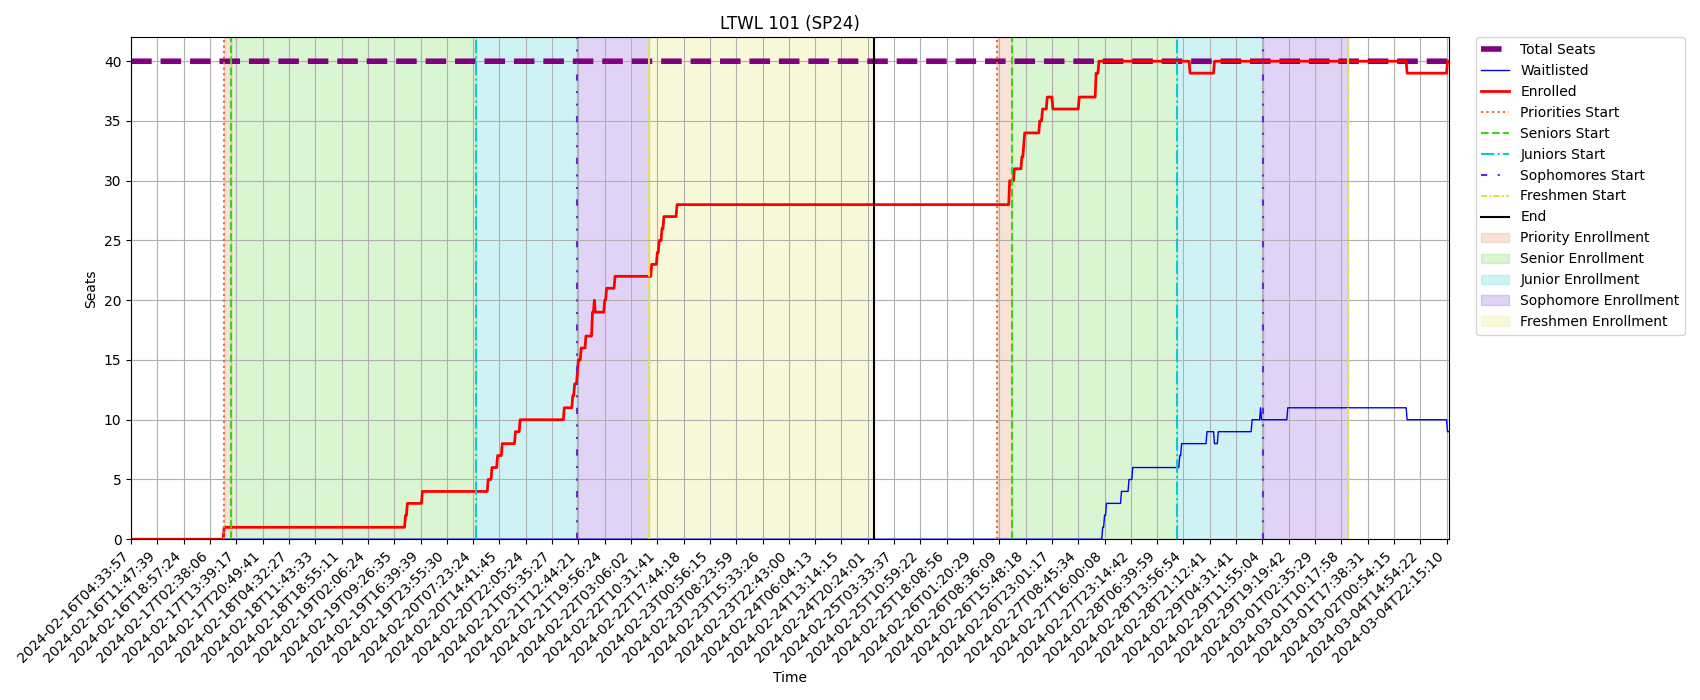 LTWL 101 (SP24)
Seats
40
35
30
25
20
15
10
5
0
2024-02-16T04:33:57
2024-02-16T11:47:39
2024-02-16T18:57:24
2024-02-17T02:38:06
2024-02-17T13:39:17
2024-02-17T20:49:41
2024-02-18T04:32:27
2024-02-18T11:43:33
2024-02-18T18:55:11
2024-02-19T02:06:24
2024-02-19T09:26:35
2024-02-19T16:39:39
2024-02-19T23:55:30
2024-02-20T07:23:24
2024-02-20T14:41:45
2024-02-20T22:05:24
2024-02-21T05:35:27
2024-02-21T12:44:21
2024-02-21T19:56:24
2024-02-22T03:06:02
2024-02-22T10:31:41
2024-02-22T17:44:18
2024-02-23T00:56:15
2024-02-23T08:23:59
2024-02-23T15:33:26
2024-02-23T22:43:00
2024-02-24T06:04:13
2024-02-24T13:14:15
2024-02-24T20:24:01
2024-02-25T03:33:37
2024-02-25T10:59:22
2024-02-25T18:08:56
2024-02-26T01:20:29
2024-02-26T08:36:09
2024-02-26T15:48:18
2024-02-26T23:01:17
2024-02-27T08:45:34
2024-02-27T16:00:08
2024-02-27T23:14:42
2024-02-28T06:39:59
2024-02-28T13:56:54
2024-02-28T21:12:41
2024-02-29T04:31:41
2024-02-29T11:55:04
2024-02-29T19:19:42
2024-03-01T02:35:29
2024-03-01T10:17:58
2024-03-01T17:38:31
2024-03-02T00:54:15
2024-03-04T14:54:22
2024-03-04T22:15:10
Time
Total Seats
Waitlisted
Enrolled
Priorities Start
Seniors Start
Juniors Start
Sophomores Start
Freshmen Start
End
Priority Enrollment
Senior Enrollment
Junior Enrollment
Sophomore Enrollment
Freshmen Enrollment